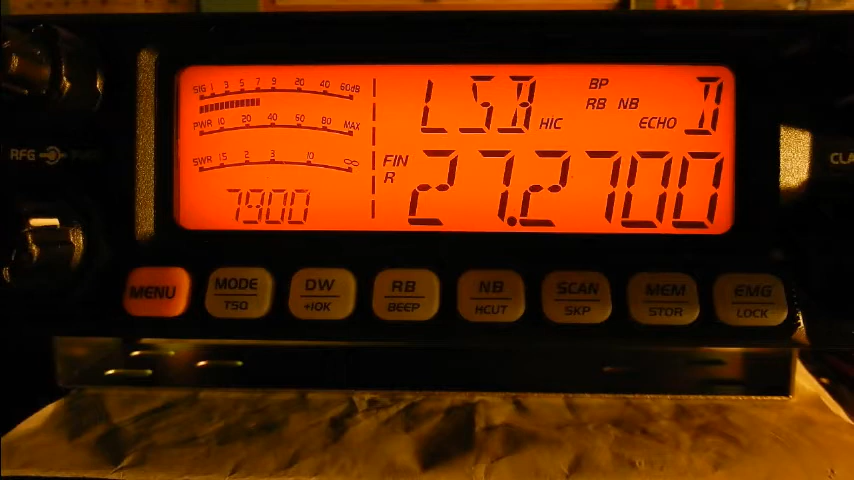 SIG 1 3 5 7 9 20 40 60dB
PWR 10 20 40 60 80 MAX
SWR 1.5 2 3 10 ∞
7900
LSB HIC
BP
RB NB
ECHO D
FIN
R
27.2700
RFG
CLA
MENU
MODE
TSQ
DW
+10K
RB
BEEP
NB
HCUT
SCAN
SKP
MEM
STOR
EMG
LOCK